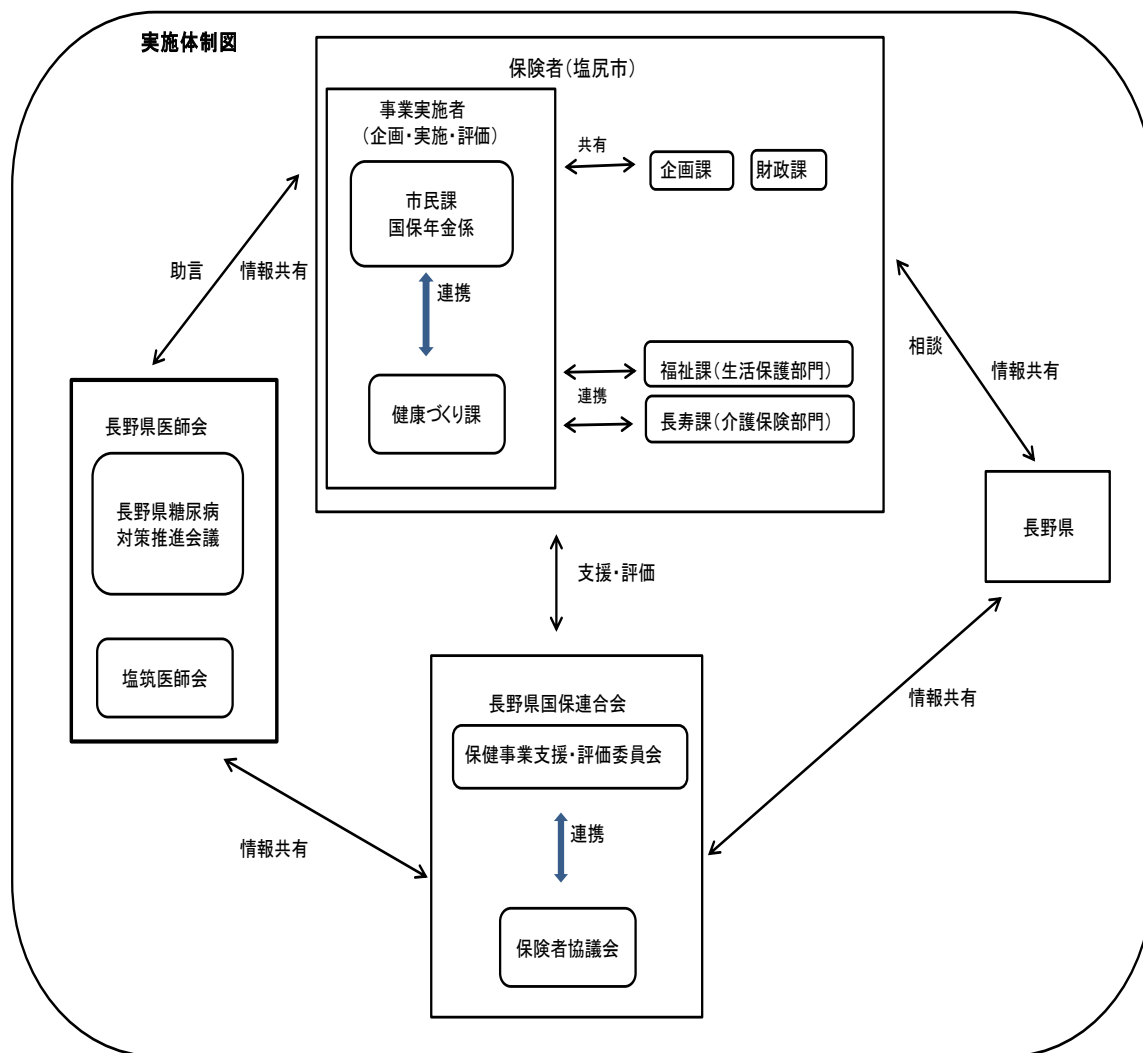 実施体制図
保険者（塩尻市）
事業実施者
（企画・実施・評価）
市民課
国保年金係
連携
健康づくり課
共有
企画課
財政課
福祉課（生活保護部門）
連携
長寿課（介護保険部門）
助言
情報共有
相談
情報共有
長野県医師会
長野県糖尿病
対策推進会議
塩筑医師会
長野県
支援・評価
長野県国保連合会
保健事業支援・評価委員会
連携
保険者協議会
情報共有
情報共有